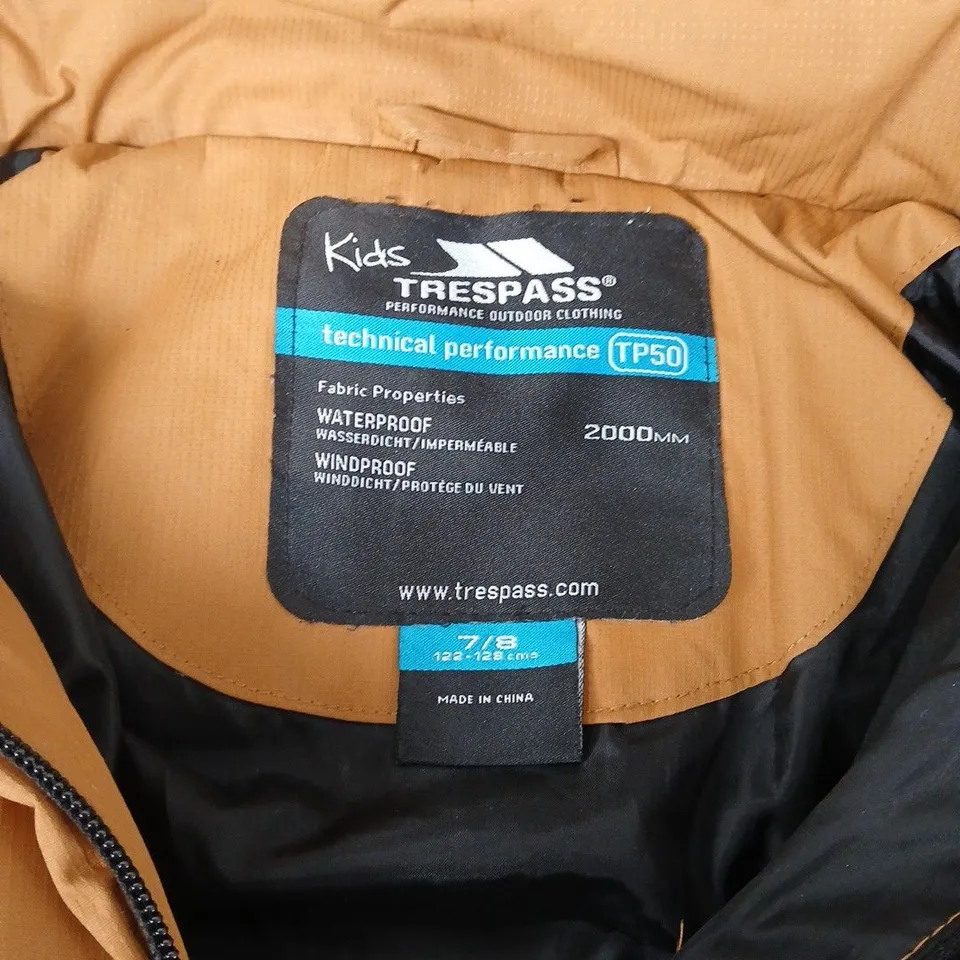 Kids
TRESPASS®
PERFORMANCE OUTDOOR CLOTHING
technical performance TP50
Fabric Properties
WATERPROOF 2000MM
WASSERDICHT/IMPERMÉABLE
WINDPROOF
WINDDICHT/PROTÉGE DU VENT
www.trespass.com
7/8
122-128 cms
MADE IN CHINA